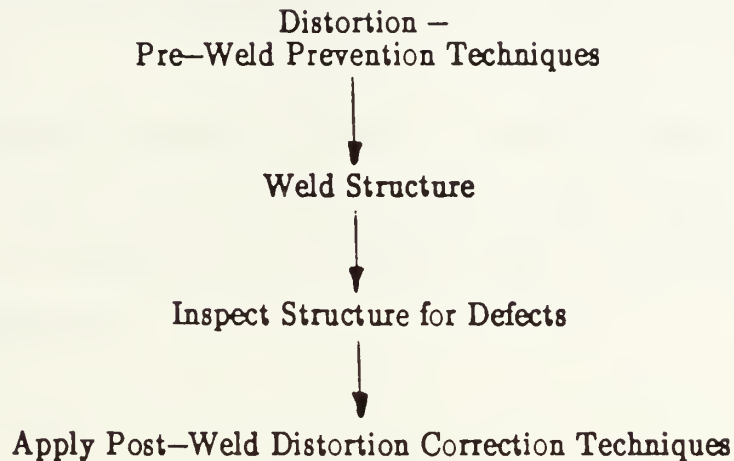 Distortion —
Pre—Weld Prevention Techniques
Weld Structure
Inspect Structure for Defects
Apply Post—Weld Distortion Correction Techniques